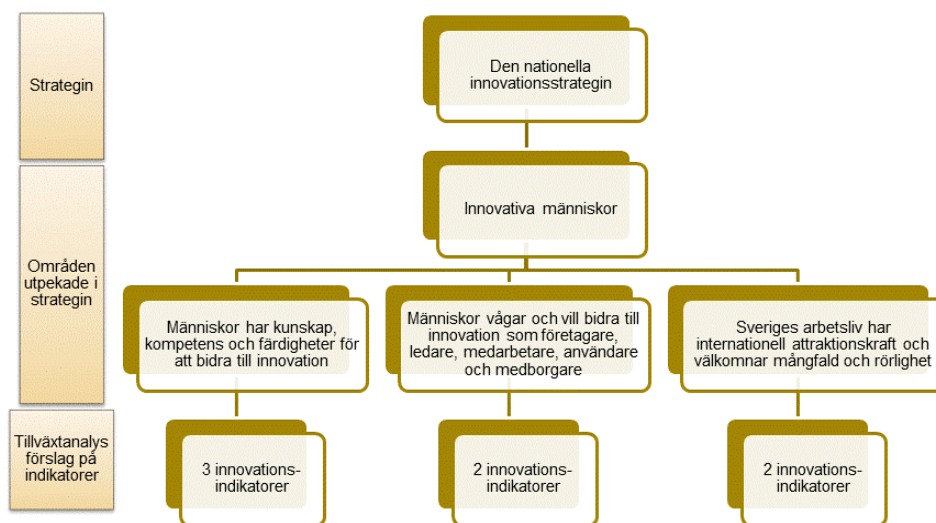 Strategin
Den nationella
innovationsstrategin
Områden
utpekade i
strategin
Innovativa människor
Människor har kunskap,
kompetens och färdigheter för
att bidra till innovation
Människor vågar och vill bidra till
innovation som företagare,
ledare, medarbetare, användare
och medborgare
Sveriges arbetsliv har
internationell attraktionskraft och
välkomnar mångfald och rörlighet
Tillväxtanalys
förslag på
indikatorer
3 innovations-
indikatorer
2 innovations-
indikatorer
2 innovations-
indikatorer